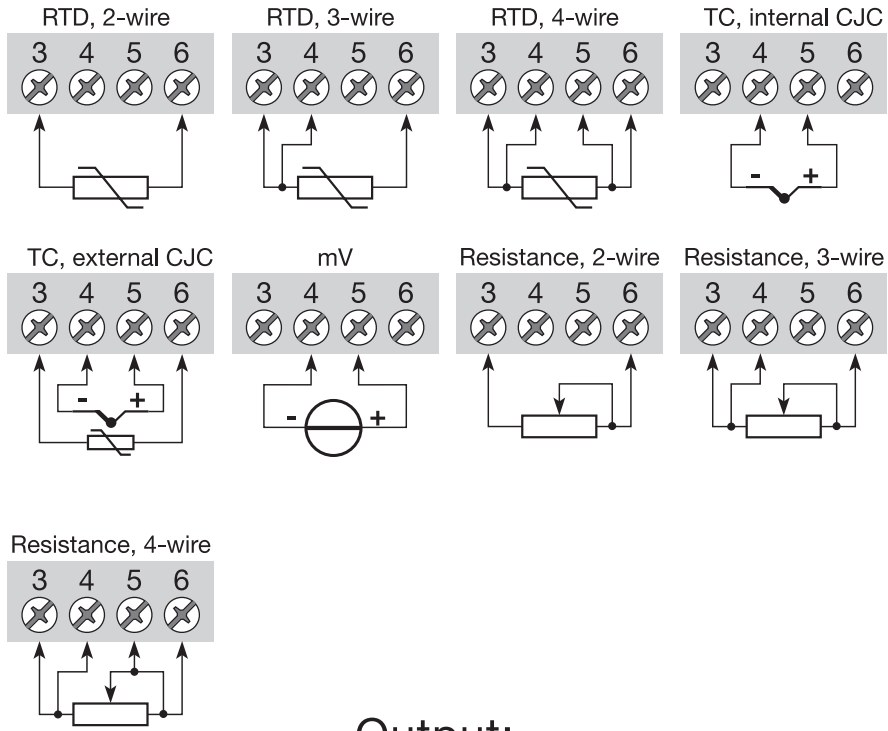 RTD, 2-wire
3 4 5 6
RTD, 3-wire
3 4 5 6
RTD, 4-wire
3 4 5 6
TC, internal CJC
3 4 5 6
- +
TC, external CJC
3 4 5 6
- +
mV
3 4 5 6
- +
Resistance, 2-wire
3 4 5 6
Resistance, 3-wire
3 4 5 6
Resistance, 4-wire
3 4 5 6
Output: